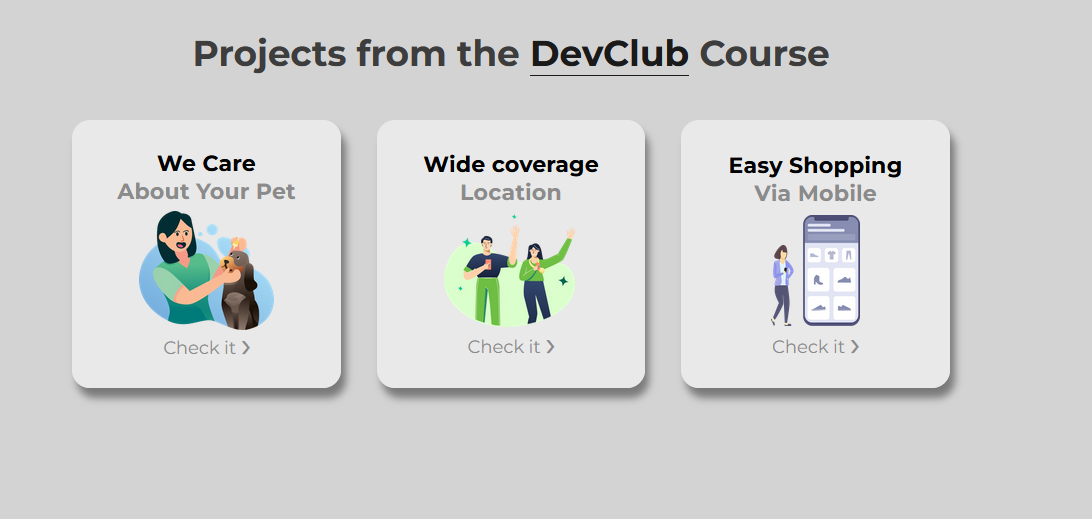 Projects from the DevClub Course
We Care
About Your Pet
Check it ❯
Wide coverage
Location
Check it ❯
Easy Shopping
Via Mobile
Check it ❯